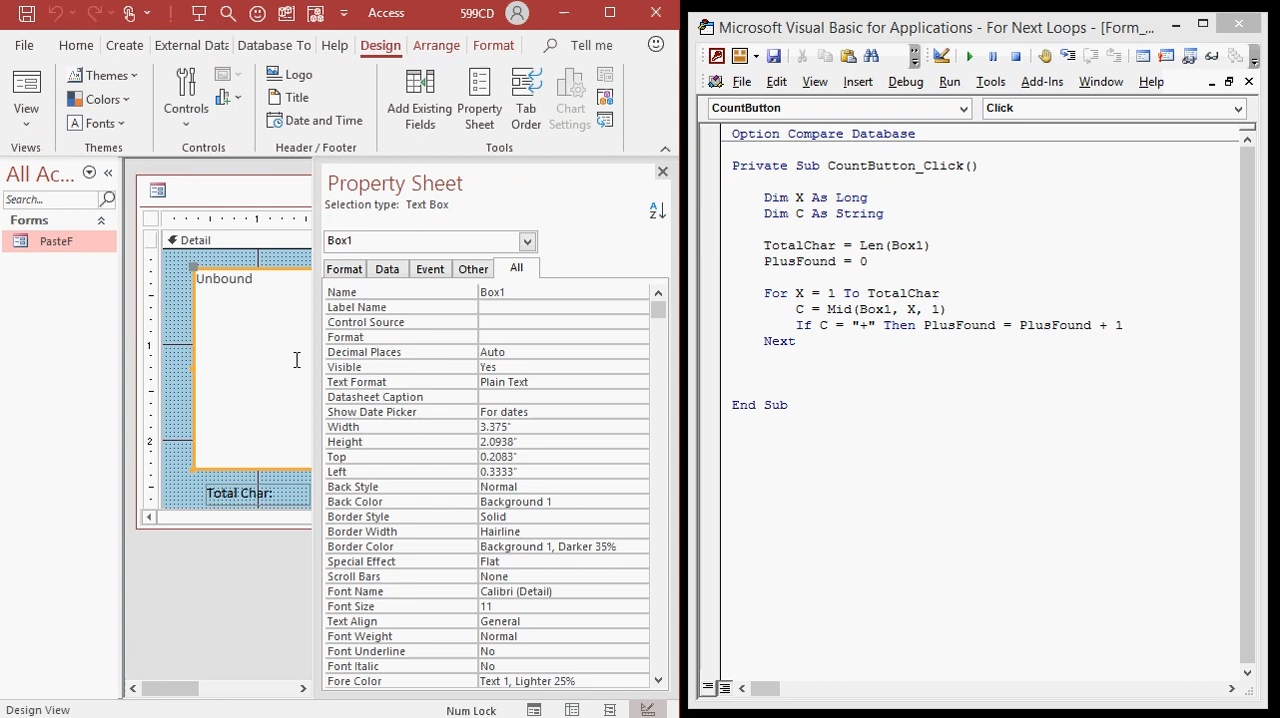 Access
599CD
File
Home
Create
External Data
Database To
Help
Design
Arrange
Format
Tell me
View
Themes
Colors
Fonts
Controls
Logo
Title
Date and Time
Add Existing Fields
Property Sheet
Tab Order
Chart Settings
Views
Themes
Controls
Header / Footer
Tools
All Ac...
Search...
Forms
PasteF
1
Detail
Unbound
1
2
Total Char:
Property Sheet
Selection type: Text Box
Box1
Format
Data
Event
Other
All
Name Box1
Label Name
Control Source
Format
Decimal Places Auto
Visible Yes
Text Format Plain Text
Datasheet Caption
Show Date Picker For dates
Width 3.375"
Height 2.0938"
Top 0.2083"
Left 0.3333"
Back Style Normal
Back Color Background 1
Border Style Solid
Border Width Hairline
Border Color Background 1, Darker 35%
Special Effect Flat
Scroll Bars None
Font Name Calibri (Detail)
Font Size 11
Text Align General
Font Weight Normal
Font Underline No
Font Italic No
Fore Color Text 1, Lighter 25%
Design View
Num Lock
Microsoft Visual Basic for Applications - For Next Loops - [Form_...
File
Edit
View
Insert
Debug
Run
Tools
Add-Ins
Window
Help
CountButton
Click
Option Compare Database
Private Sub CountButton_Click()
Dim X As Long
Dim C As String
TotalChar = Len(Box1)
PlusFound = 0
For X = 1 To TotalChar
C = Mid(Box1, X, 1)
If C = "+" Then PlusFound = PlusFound + 1
Next
End Sub